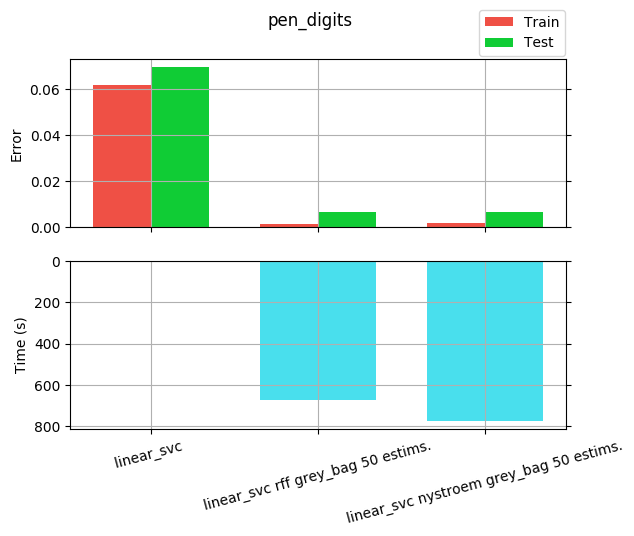 pen_digits
Train
Test
0.06
0.04
0.02
0.00
Error
0
200
400
600
800
Time (s)
linear_svc
linear_svc rff grey_bag 50 estims.
linear_svc nystroem grey_bag 50 estims.